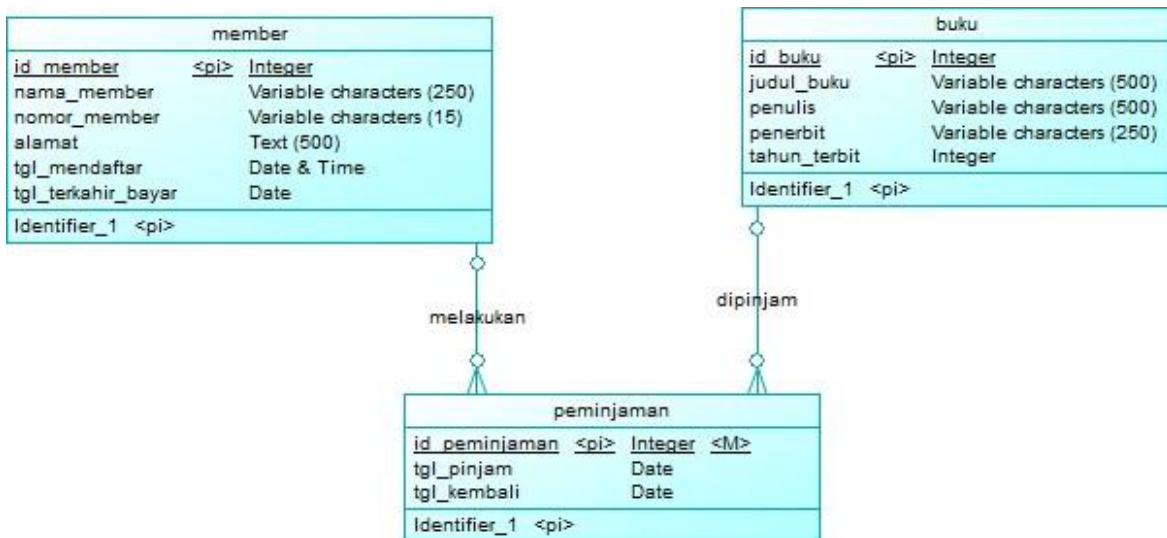 member
id_member <pi> Integer
nama_member Variable characters (250)
nomor_member Variable characters (15)
alamat Text (500)
tgl_mendaftar Date & Time
tgl_terkahir_bayar Date
Identifier_1 <pi>
buku
id_buku <pi> Integer
judul_buku Variable characters (500)
penulis Variable characters (500)
penerbit Variable characters (250)
tahun_terbit Integer
Identifier_1 <pi>
melakukan
dipinjam
peminjaman
id_peminjaman <pi> Integer <M>
tgl_pinjam Date
tgl_kembali Date
Identifier_1 <pi>